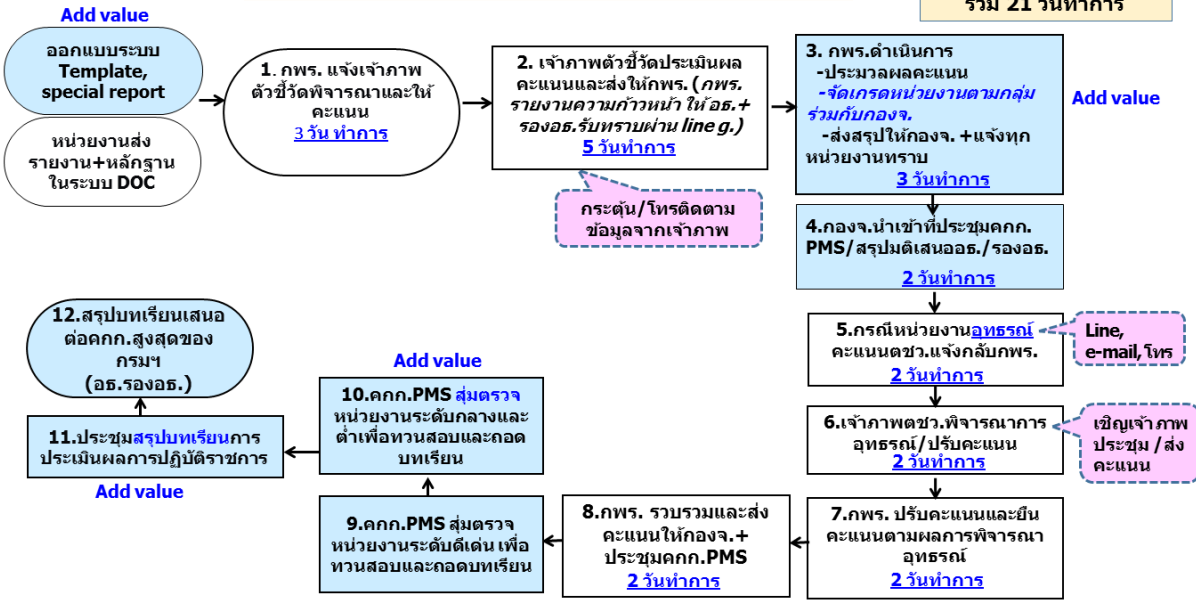 รวม 21 วันทำการ
Add value
ออกแบบระบบ
Template,
special report
หน่วยงานส่ง
รายงาน+หลักฐาน
ในระบบ DOC
1. กพร. แจ้งเจ้าภาพ
ตัวชี้วัดพิจารณาและให้
คะแนน
3 วัน ทำการ
2. เจ้าภาพตัวชี้วัดประเมินผล
คะแนนและส่งให้กพร. (กพร.
รายงานความก้าวหน้า ให้ อธ.+
รองอธ.รับทราบผ่าน line g.)
5 วันทำการ
กระตุ้น/โทรติดตาม
ข้อมูลจากเจ้าภาพ
3. กพร.ดำเนินการ
-ประมวลผลคะแนน
-จัดเกรดหน่วยงานตามกลุ่ม
ร่วมกับกองจ.
-ส่งสรุปให้กองจ. +แจ้งทุก
หน่วยงานทราบ
3 วันทำการ
Add value
4.กองจ.นำเข้าที่ประชุมคกก.
PMS/สรุปมติเสนออธ./รองอธ.
2 วันทำการ
5.กรณีหน่วยงานอุทธรณ์
คะแนนตชว.แจ้งกลับกพร.
2 วันทำการ
Line,
e-mail,โทร
6.เจ้าภาพตชว.พิจารณาการ
อุทธรณ์/ปรับคะแนน
2 วันทำการ
เชิญเจ้าภาพ
ประชุม /ส่ง
คะแนน
7.กพร. ปรับคะแนนและยืน
คะแนนตามผลการพิจารณา
อุทธรณ์
2 วันทำการ
8.กพร. รวบรวมและส่ง
คะแนนให้กองจ.+
ประชุมคกก.PMS
2 วันทำการ
9.คกก.PMS สุ่มตรวจ
หน่วยงานระดับดีเด่น เพื่อ
ทวนสอบและถอดบทเรียน
Add value
10.คกก.PMS สุ่มตรวจ
หน่วยงานระดับกลางและ
ต่ำเพื่อทวนสอบและถอด
บทเรียน
11.ประชุมสรุปบทเรียนการ
ประเมินผลการปฏิบัติราชการ
Add value
12.สรุปบทเรียนเสนอ
ต่อคกก.สูงสุดของ
กรมฯ
(อธ.รองอธ.)